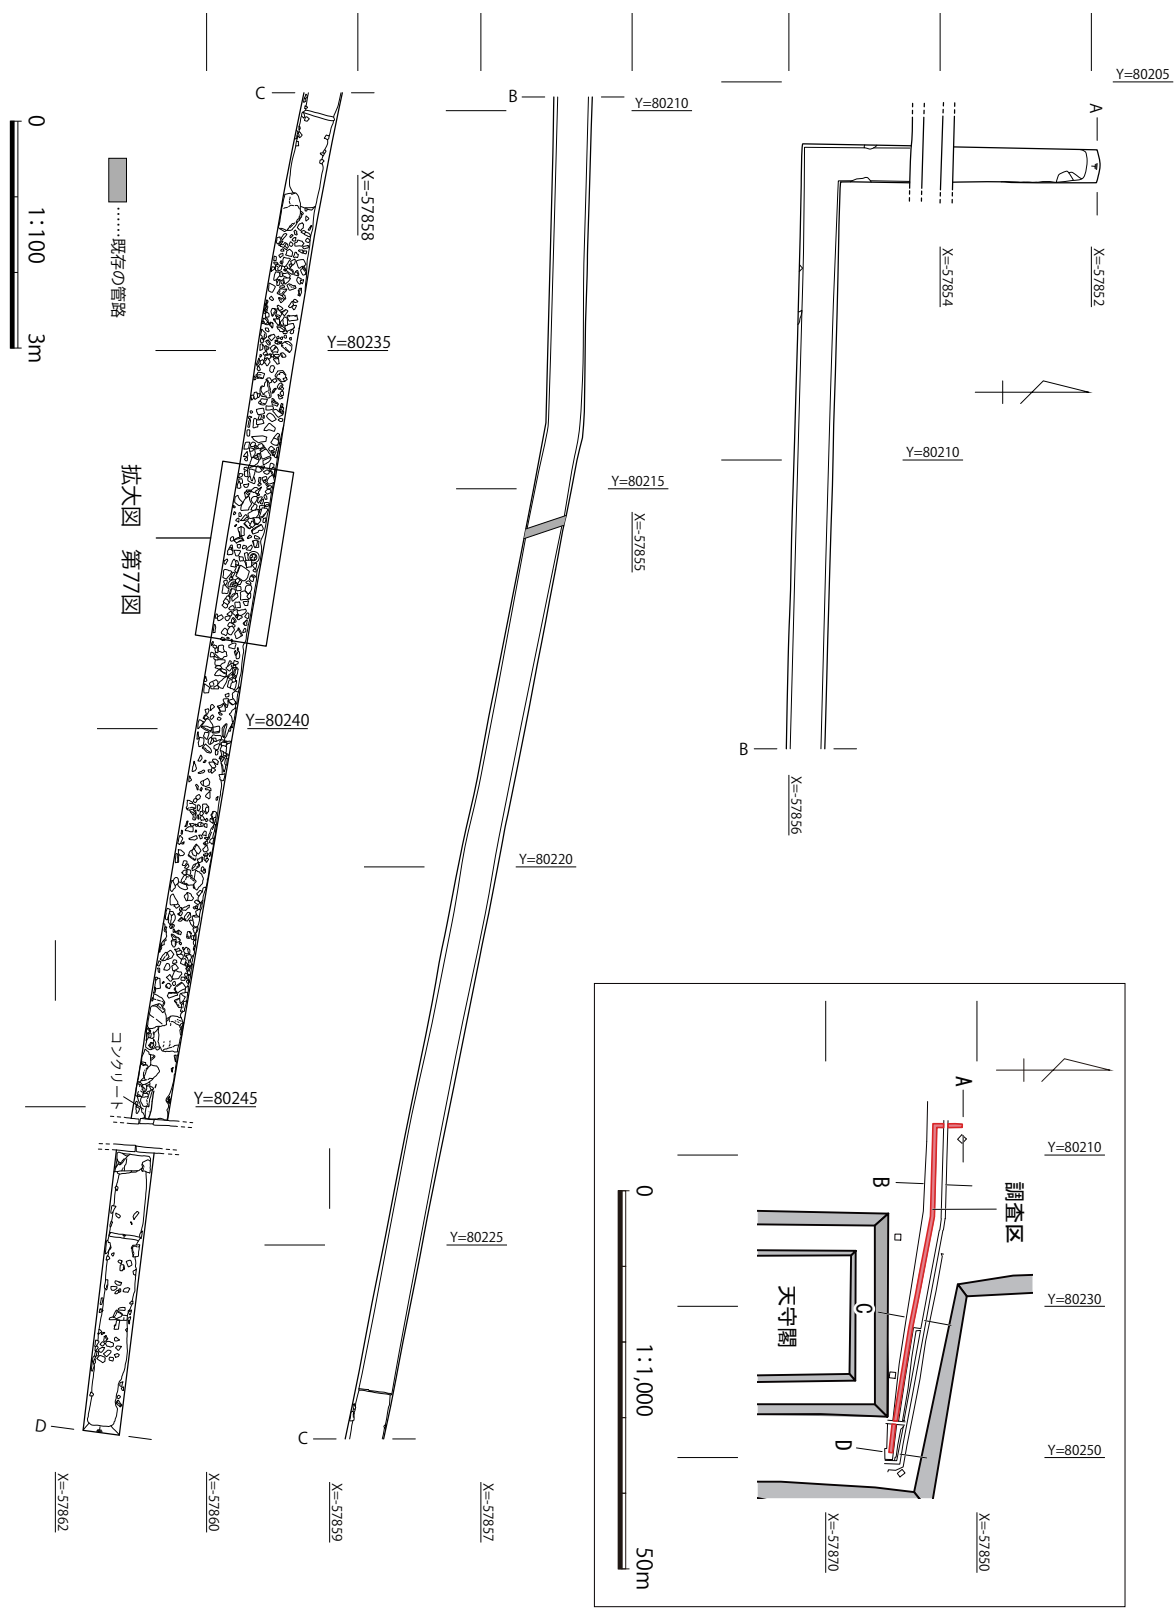 Y=80205
A
X=-57852
X=-57854
Y=80210
B
X=-57856
B
Y=80210
Y=80215
X=-57855
Y=80220
Y=80225
C
X=-57857
X=-57859
C
X=-57858
Y=80235
拡大図　第77図
Y=80240
コンクリート
Y=80245
D
X=-57860
X=-57862
0
1:100
3m
……既存の管路
A
Y=80210
B
調査区
Y=80230
C
天守閣
D
Y=80250
X=-57850
X=-57870
0
1:1,000
50m